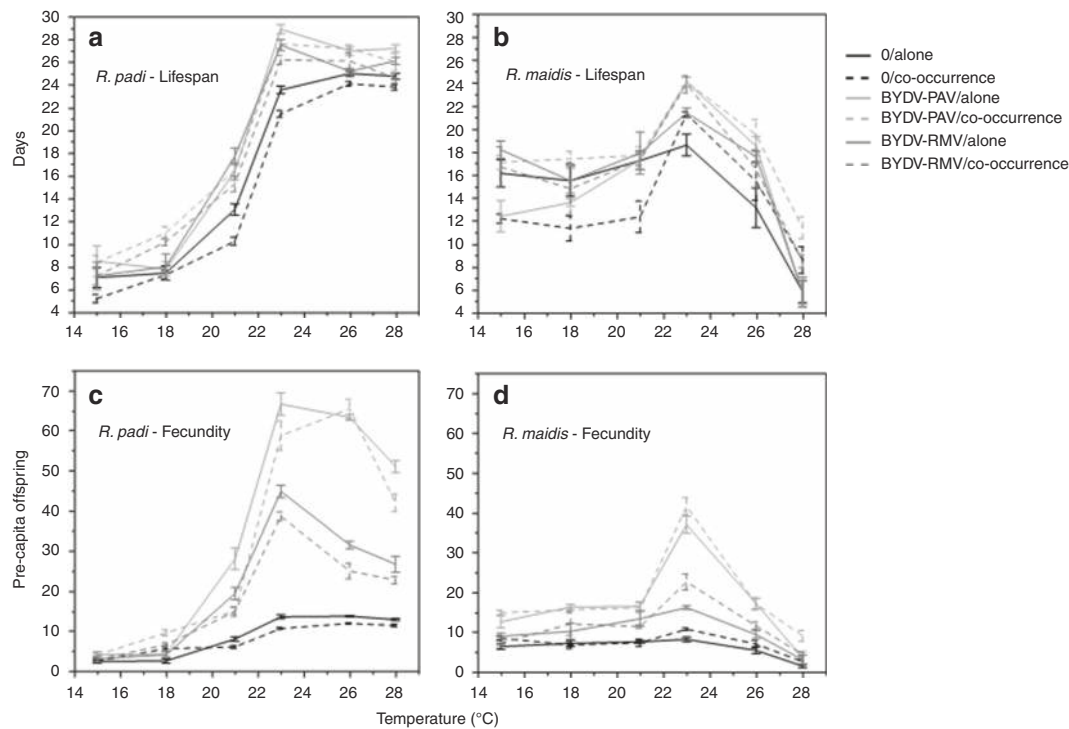 a
R. padi - Lifespan
Days
30
28
26
24
22
20
18
16
14
12
10
8
6
4
14 16 18 20 22 24 26 28
b
R. maidis - Lifespan
30
28
26
24
22
20
18
16
14
12
10
8
6
4
14 16 18 20 22 24 26 28
0/alone
0/co-occurrence
BYDV-PAV/alone
BYDV-PAV/co-occurrence
BYDV-RMV/alone
BYDV-RMV/co-occurrence
c
R. padi - Fecundity
Pre-capita offspring
70
60
50
40
30
20
10
0
14 16 18 20 22 24 26 28
d
R. maidis - Fecundity
70
60
50
40
30
20
10
0
14 16 18 20 22 24 26 28
Temperature (°C)